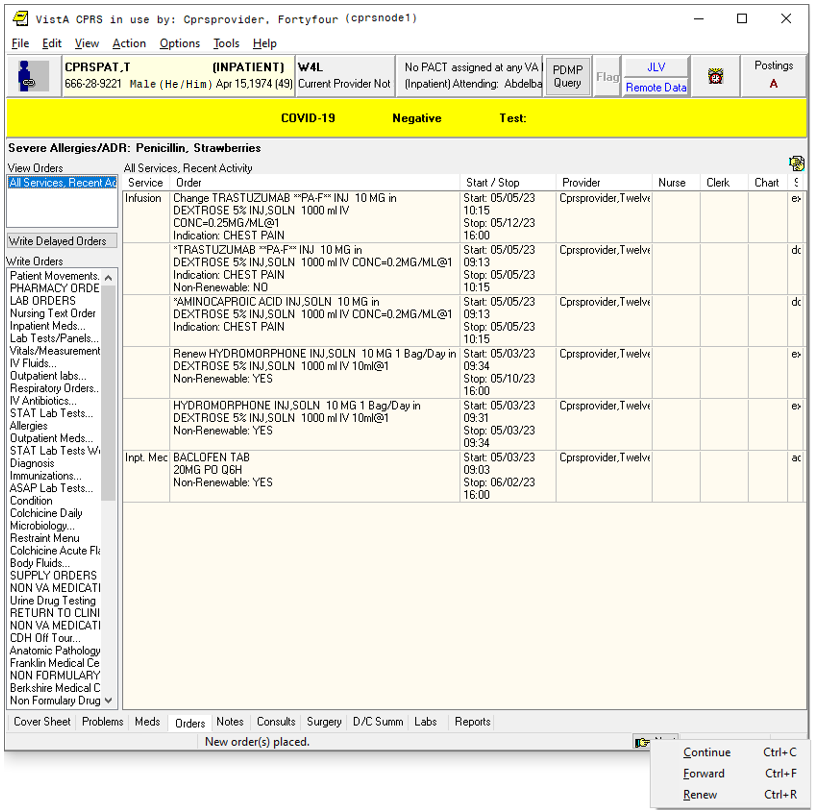 VistA CPRS in use by: Cprsprovider, Fortyfour (cprsnode1)
File Edit View Action Options Tools Help
CPRSPAT,T (INPATIENT)
666-28-9221 Male (He/Him) Apr 15,1974 (49)
W4L
Current Provider Not
No PACT assigned at any VA
(Inpatient) Attending: Abdelba
PDMP
Query
Flag
JLV
Remote Data
Postings
A
COVID-19 Negative Test:
Severe Allergies/ADR: Penicillin, Strawberries
View Orders
All Services, Recent Ac
Write Delayed Orders
Write Orders
Patient Movements.
PHARMACY ORDE
LAB ORDERS
Nursing Text Order
Inpatient Meds...
Lab Tests/Panels...
Vitals/Measurement
IV Fluids...
Outpatient labs...
Respiratory Orders..
IV Antibiotics...
STAT Lab Tests...
Allergies
Outpatient Meds...
STAT Lab Tests W
Diagnosis
Immunizations...
ASAP Lab Tests...
Condition
Colchicine Daily
Microbiology...
Restraint Menu
Colchicine Acute Fla
Body Fluids...
SUPPLY ORDERS
NON VA MEDICATI
Urine Drug Testing
RETURN TO CLINI
NON VA MEDICATI
CDH Off Tour...
Anatomic Pathology
Franklin Medical Ce
NON FORMULARY
Berkshire Medical C
Non Formulary Drug
All Services, Recent Activity
Service Order Start / Stop Provider Nurse Clerk Chart S
Infusion Change TRASTUZUMAB **PA-F** INJ 10 MG in Start: 05/05/23 Cprsprovider,Twelve ex
DEXTROSE 5% INJ,SOLN 1000 ml IV 10:15
CONC=0.25MG/ML@1 Stop: 05/12/23
Indication: CHEST PAIN 16:00
*TRASTUZUMAB **PA-F** INJ 10 MG in Start: 05/05/23 Cprsprovider,Twelve dc
DEXTROSE 5% INJ,SOLN 1000 ml IV CONC=0.2MG/ML@1 09:13
Indication: CHEST PAIN Stop: 05/05/23
Non-Renewable: NO 10:15
*AMINOCAPROIC ACID INJ,SOLN 10 MG in Start: 05/05/23 Cprsprovider,Twelve dc
DEXTROSE 5% INJ,SOLN 1000 ml IV CONC=0.2MG/ML@1 09:13
Indication: CHEST PAIN Stop: 05/05/23
10:15
Renew HYDROMORPHONE INJ,SOLN 10 MG 1 Bag/Day in Start: 05/03/23 Cprsprovider,Twelve ex
DEXTROSE 5% INJ,SOLN 1000 ml IV 10ml@1 09:34
Non-Renewable: YES Stop: 05/10/23
16:00
HYDROMORPHONE INJ,SOLN 10 MG 1 Bag/Day in Start: 05/03/23 Cprsprovider,Twelve ex
DEXTROSE 5% INJ,SOLN 1000 ml IV 10ml@1 09:31
Non-Renewable: YES Stop: 05/03/23
09:34
Inpt. Mec BACLOFEN TAB Start: 05/03/23 Cprsprovider,Twelve ac
20MG PO Q6H 09:03
Non-Renewable: YES Stop: 06/02/23
16:00
Cover Sheet Problems Meds Orders Notes Consults Surgery D/C Summ Labs Reports
New order(s) placed.
Continue Ctrl+C
Forward Ctrl+F
Renew Ctrl+R